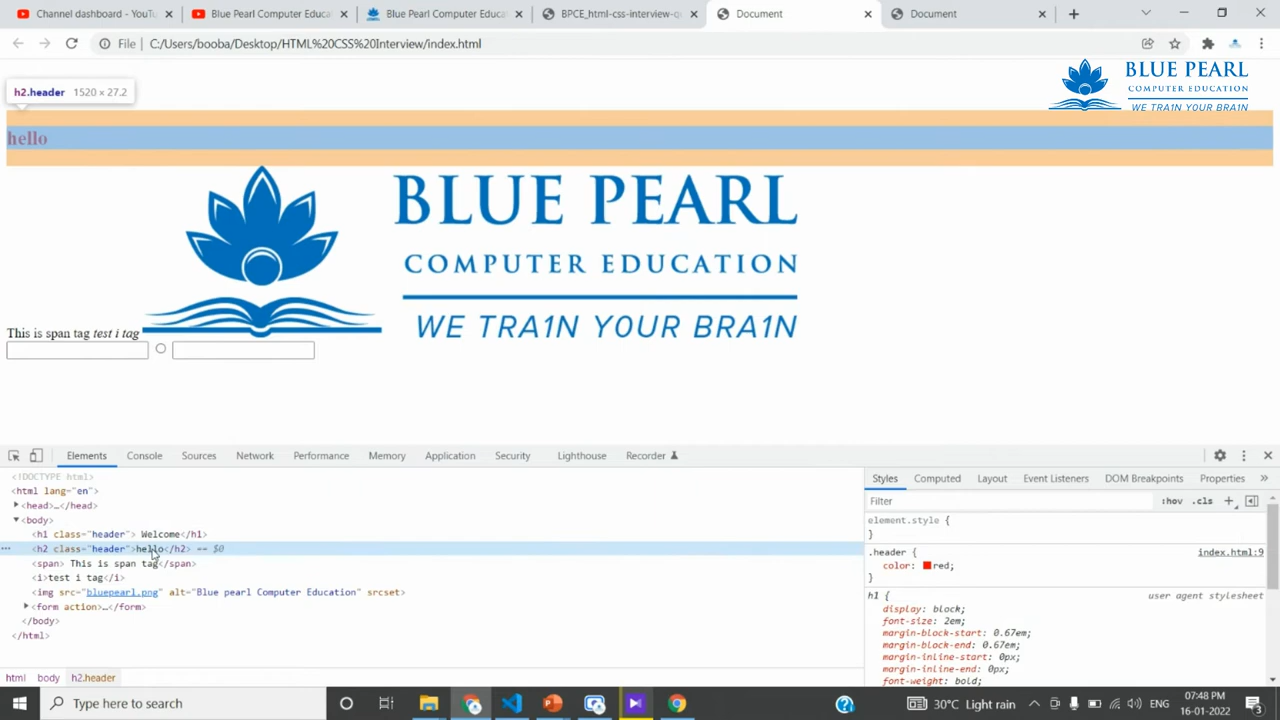 Channel dashboard - YouTu
Blue Pearl Computer Educat
Blue Pearl Computer Educat
BPCE_html-css-interview-q
Document
Document
File C:/Users/booba/Desktop/HTML%20CSS%20Interview/index.html
BLUE PEARL
COMPUTER EDUCATION
WE TRA1N YOUR BRA1N
h2.header 1520 × 27.2
hello
BLUE PEARL
COMPUTER EDUCATION
WE TRA1N Y0UR BRA1N
This is span tag test i tag
Elements Console Sources Network Performance Memory Application Security Lighthouse Recorder
<!DOCTYPE html>
<html lang="en">
<head>…</head>
<body>
<h1 class="header"> Welcome</h1>
<h2 class="header">hello</h2> == $0
<span> This is span tag</span>
<i>test i tag</i>
<img src="bluepearl.png" alt="Blue pearl Computer Education" srcset>
<form action>…</form>
</body>
</html>
html body h2.header
Styles Computed Layout Event Listeners DOM Breakpoints Properties
Filter :hov .cls
element.style {
}
.header { index.html:9
color: red;
}
h1 { user agent stylesheet
display: block;
font-size: 2em;
margin-block-start: 0.67em;
margin-block-end: 0.67em;
margin-inline-start: 0px;
margin-inline-end: 0px;
font-weight: bold;
Type here to search
30°C Light rain
ENG
07:48 PM
16-01-2022
3